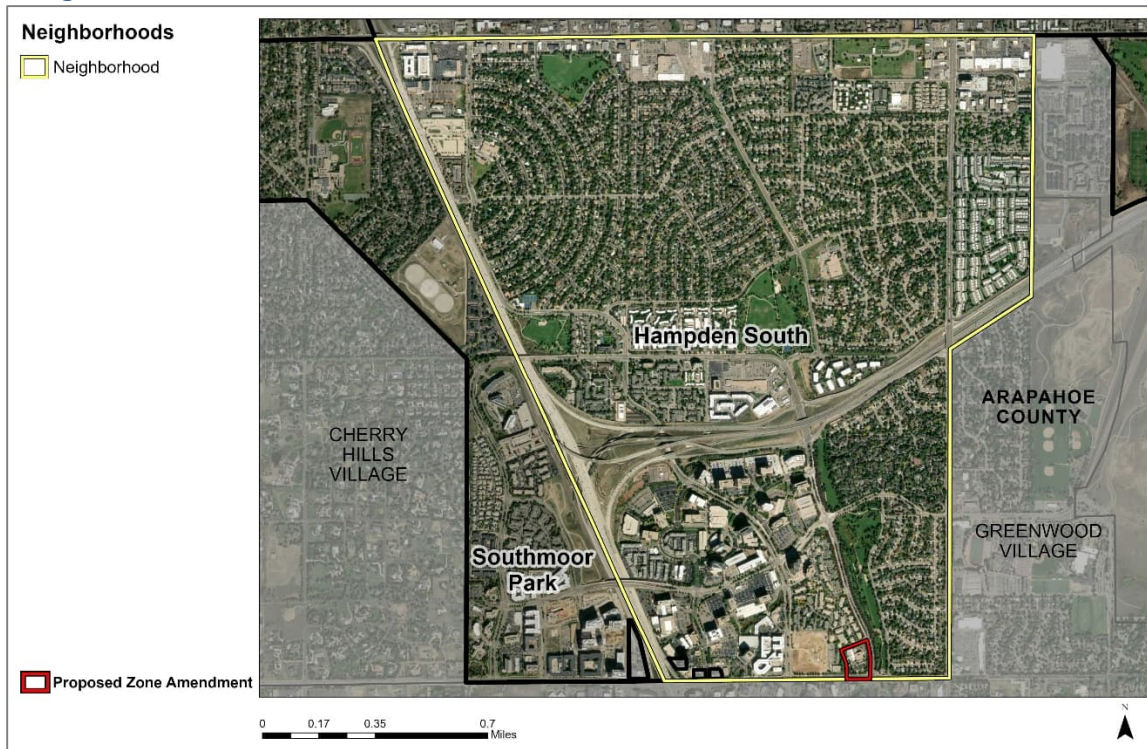 Neighborhoods
Neighborhood
Hampden South
ARAPAHOE
COUNTY
CHERRY
HILLS
VILLAGE
GREENWOOD
VILLAGE
Southmoor
Park
Proposed Zone Amendment
0 0.17 0.35 0.7
Miles
N